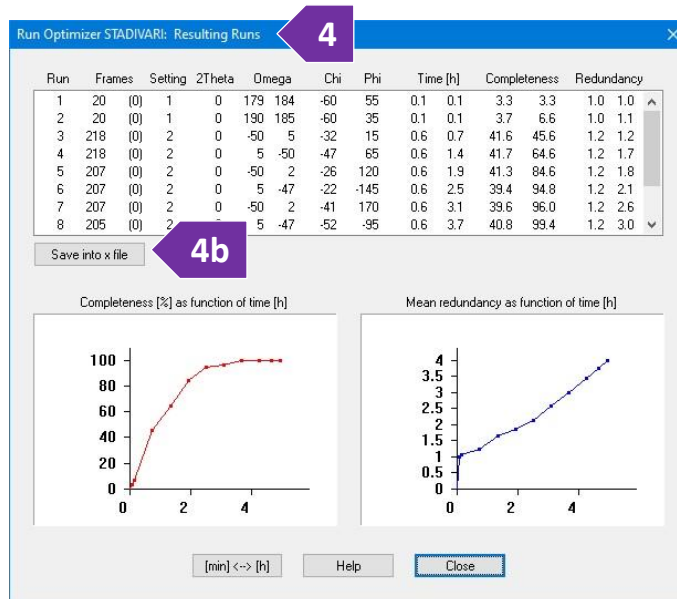 Run Optimizer STADIVARI: Resulting Runs
4
Run Frames Setting 2Theta Omega Chi Phi Time [h] Completeness Redundancy
1 20 (0) 1 0 179 184 -60 55 0.1 0.1 3.3 3.3 1.0 1.0
2 20 (0) 1 0 190 185 -60 35 0.1 0.1 3.7 6.6 1.0 1.1
3 218 (0) 2 0 -50 5 -32 15 0.6 0.7 41.6 45.6 1.2 1.2
4 218 (0) 2 0 5 -50 -47 65 0.6 1.4 41.7 64.6 1.2 1.7
5 207 (0) 2 0 -50 2 -26 120 0.6 1.9 41.3 84.6 1.2 1.8
6 207 (0) 2 0 5 -47 -22 -145 0.6 2.5 39.4 94.8 1.2 2.1
7 207 (0) 2 0 -50 2 -41 170 0.6 3.1 39.6 96.0 1.2 2.6
8 205 (0) 2 5 -47 -52 -95 0.6 3.7 40.8 99.4 1.2 3.0
Save into x file
4b
Completeness [%] as function of time [h]
100
80
60
40
20
0
0 2 4
Mean redundancy as function of time [h]
4
3.5
3
2.5
2
1.5
1
0.5
0
0 2 4
[min] <--> [h] Help Close